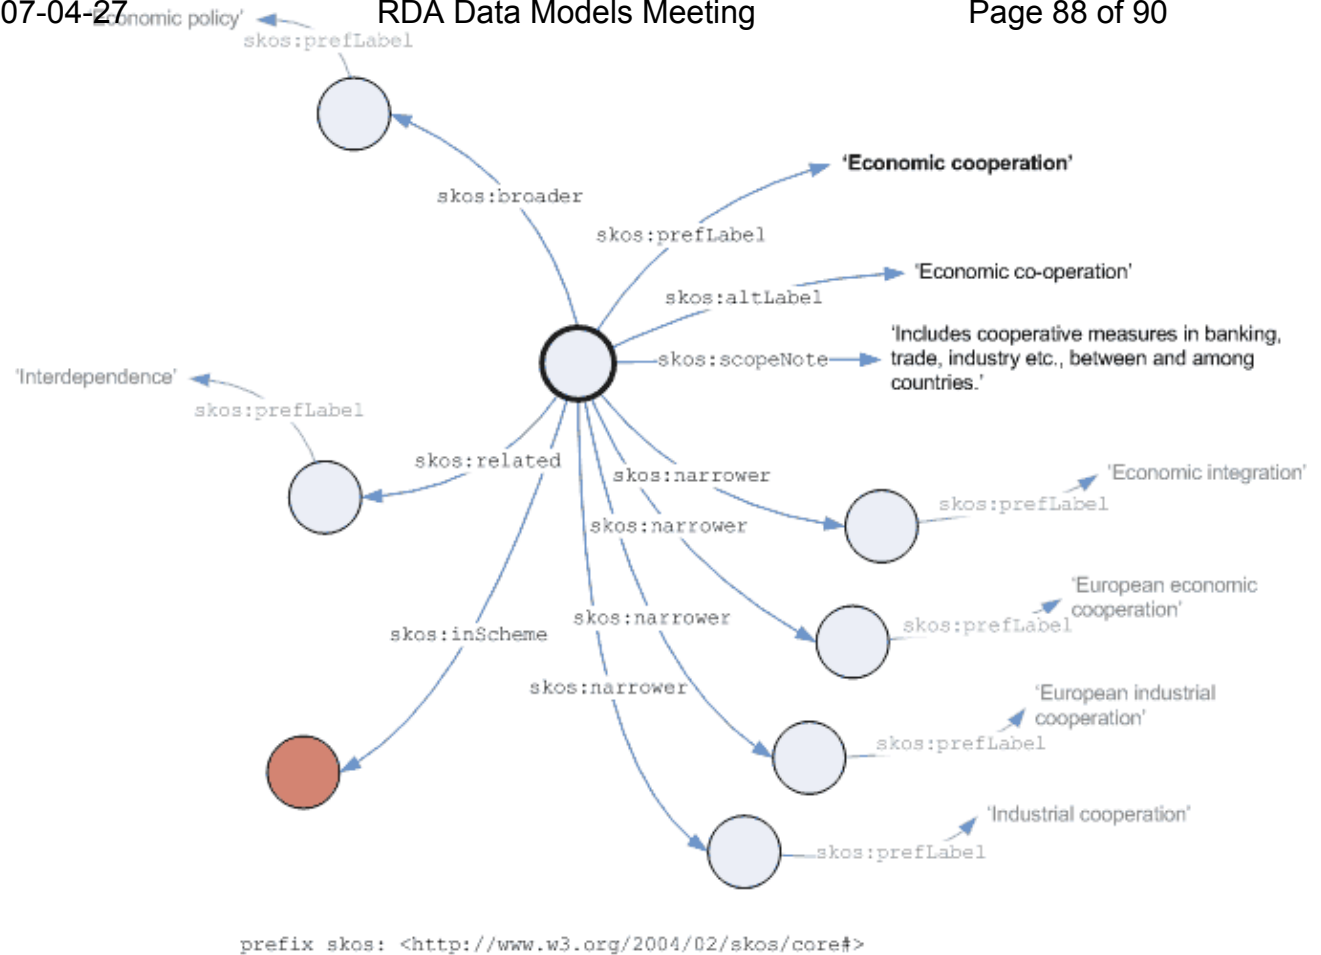 07-04-27 RDA Data Models Meeting Page 88 of 90
'Economic policy'
skos:prefLabel
skos:broader
'Economic cooperation'
skos:prefLabel
'Economic co-operation'
skos:altLabel
'Includes cooperative measures in banking,
trade, industry etc., between and among
countries.'
skos:scopeNote
'Interdependence'
skos:prefLabel
skos:related
skos:narrower
'Economic integration'
skos:prefLabel
skos:narrower
'European economic
cooperation'
skos:prefLabel
skos:narrower
skos:inScheme
skos:narrower
'European industrial
cooperation'
skos:prefLabel
'Industrial cooperation'
skos:prefLabel
prefix skos: <http://www.w3.org/2004/02/skos/core#>